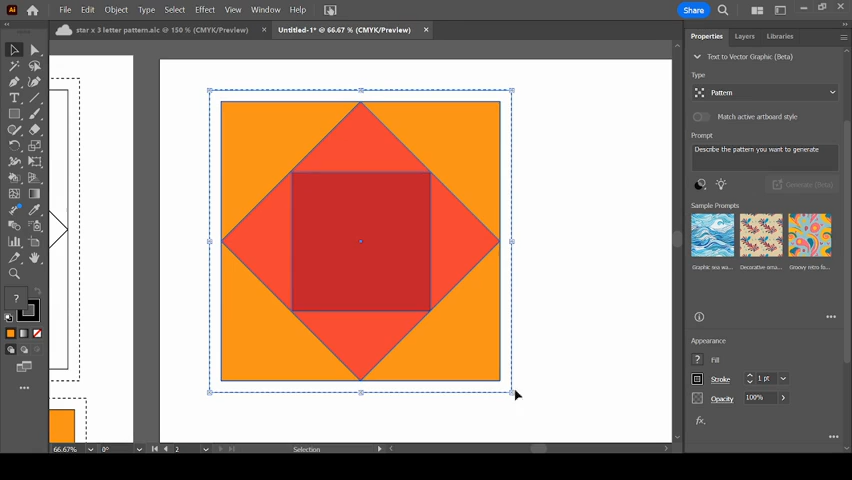 Ai File Edit Object Type Select Effect View Window Help Share
star x 3 letter pattern.aic @ 150 % (CMYK/Preview) × Untitled-1* @ 66.67 % (CMYK/Preview) ×
Properties Layers Libraries
Text to Vector Graphic (Beta)
Type
Pattern
Match active artboard style
Prompt
Describe the pattern you want to generate
Generate (Beta)
Sample Prompts
Graphic sea wa... Decorative orna... Groovy retro fo...
Appearance
? Fill
Stroke 1 pt
Opacity 100%
fx.
?
66.67% 0° 2 Selection